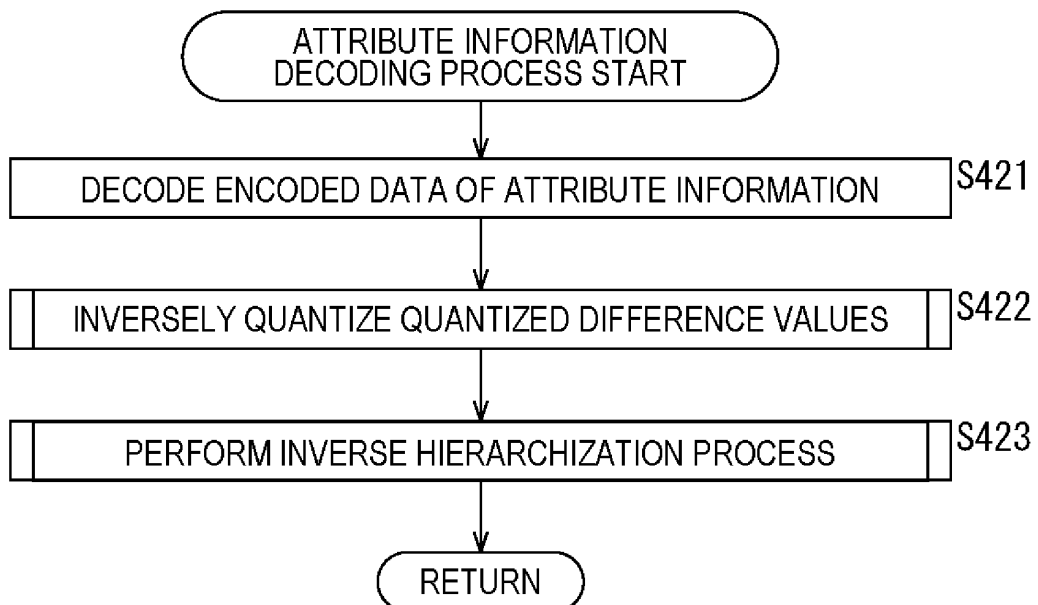 ATTRIBUTE INFORMATION
DECODING PROCESS START
DECODE ENCODED DATA OF ATTRIBUTE INFORMATION
S421
INVERSELY QUANTIZE QUANTIZED DIFFERENCE VALUES
S422
PERFORM INVERSE HIERARCHIZATION PROCESS
S423
RETURN